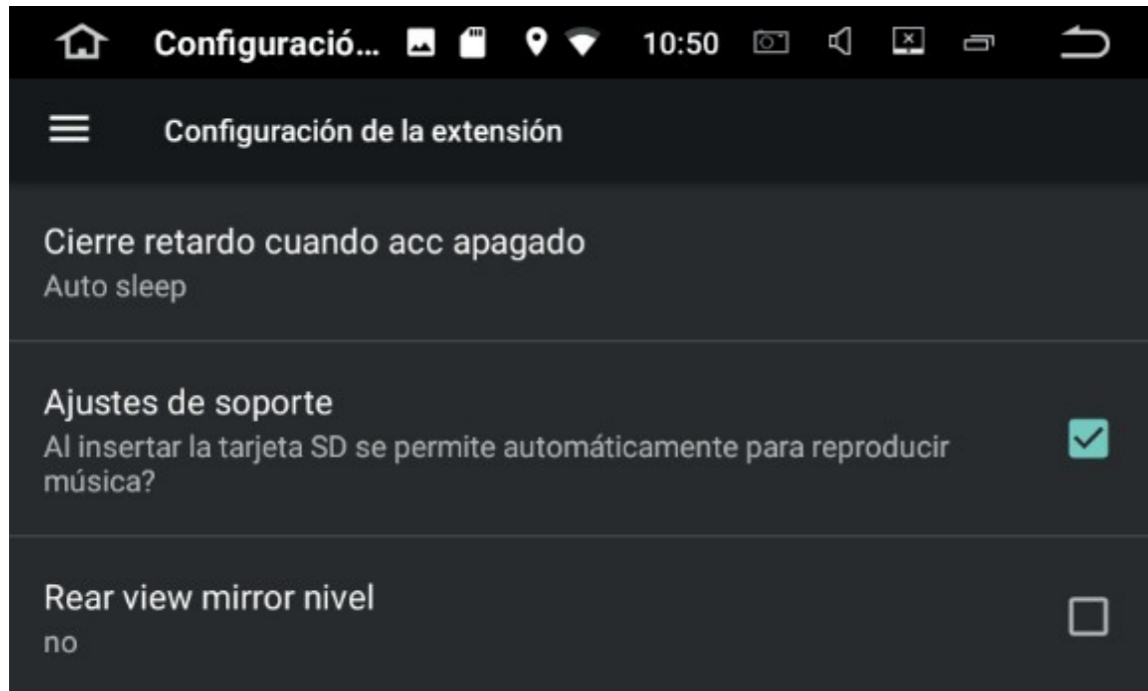 Configuració... 10:50
Configuración de la extensión
Cierre retardo cuando acc apagado
Auto sleep
Ajustes de soporte
Al insertar la tarjeta SD se permite automáticamente para reproducir
música?
Rear view mirror nivel
no